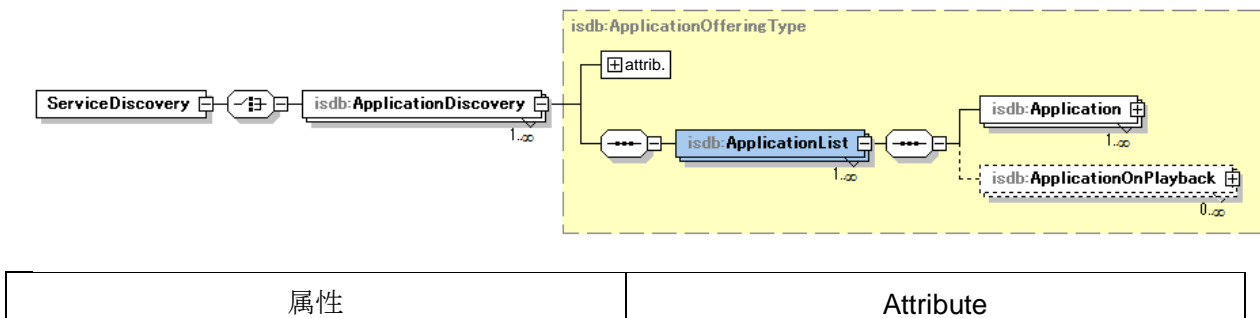 isdb:ApplicationOfferingType
attrib.
ServiceDiscovery
isdb:ApplicationDiscovery
1..∞
isdb:ApplicationList
1..∞
isdb:Application
1..∞
isdb:ApplicationOnPlayback
0..∞
属性 Attribute